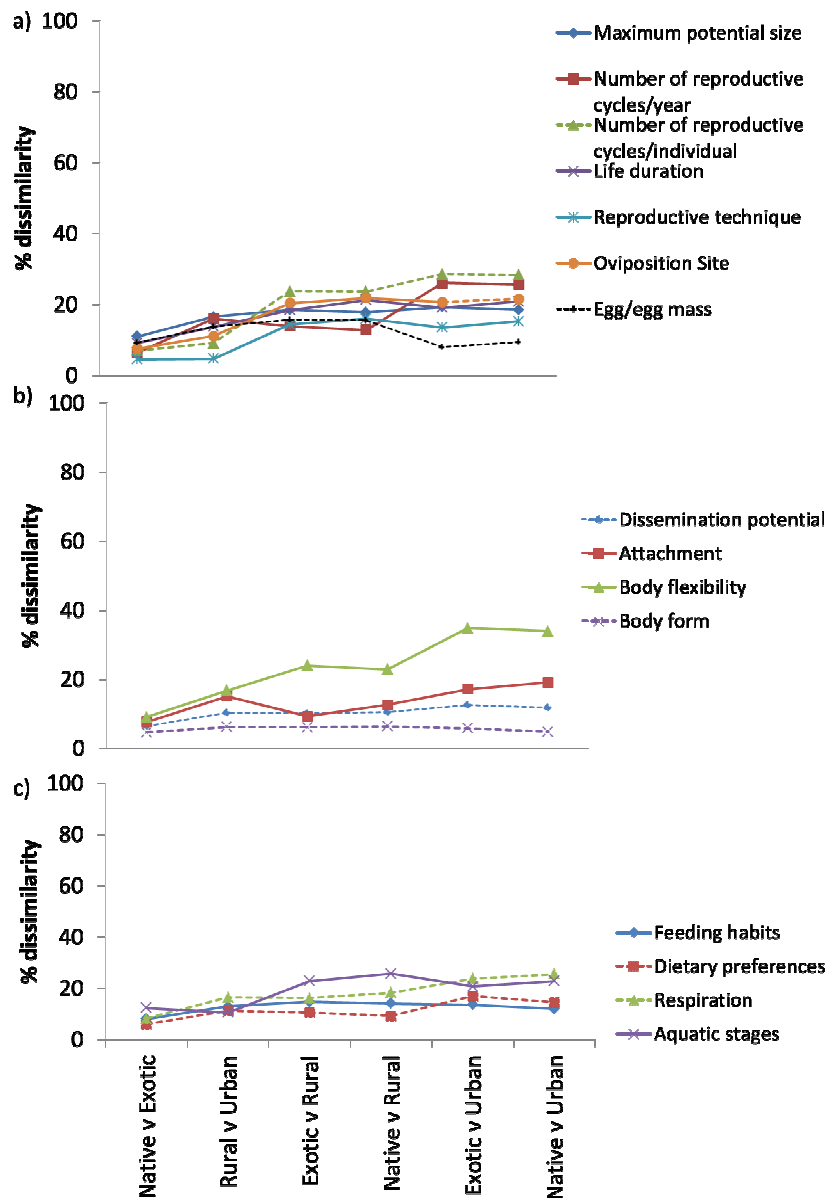 a)
100
80
60
40
20
0
% dissimilarity
Maximum potential size
Number of reproductive
cycles/year
Number of reproductive
cycles/individual
Life duration
Reproductive technique
Oviposition Site
Egg/egg mass
b)
100
80
60
40
20
0
% dissimilarity
Dissemination potential
Attachment
Body flexibility
Body form
c)
100
80
60
40
20
0
% dissimilarity
Feeding habits
Dietary preferences
Respiration
Aquatic stages
Native v Exotic
Rural v Urban
Exotic v Rural
Native v Rural
Exotic v Urban
Native v Urban